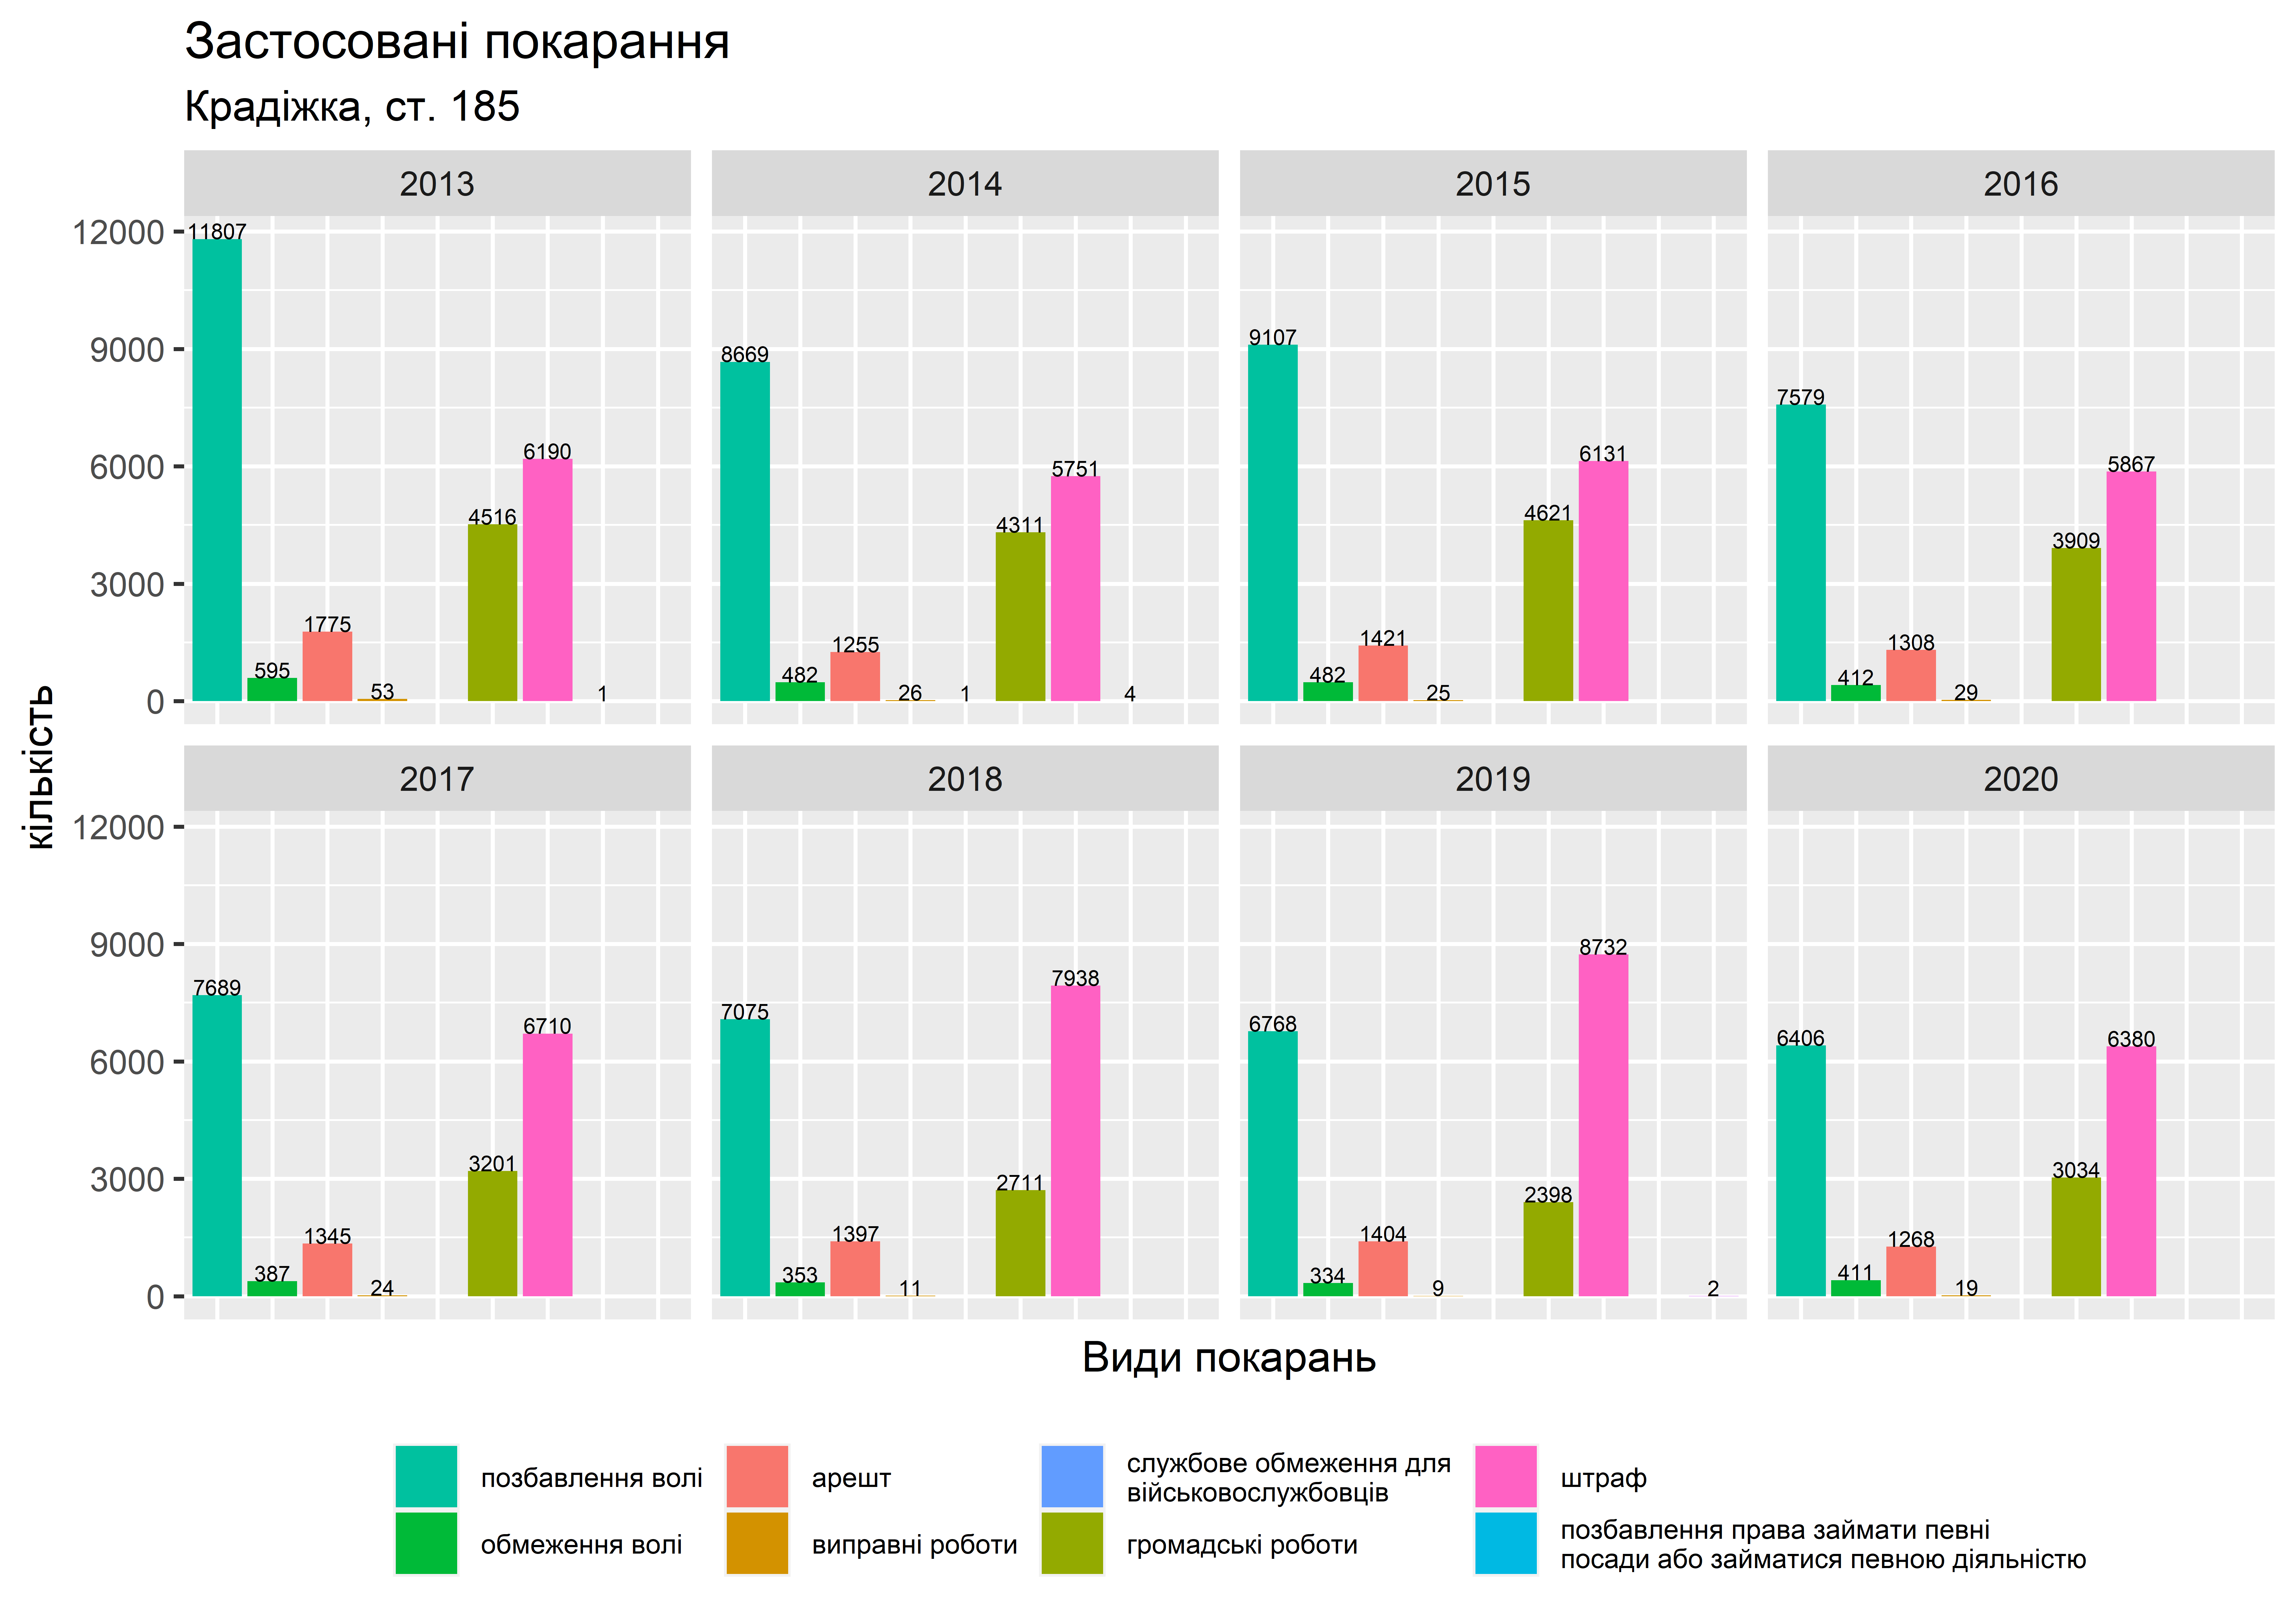 Застосовані покарання
Крадіжка, ст. 185
2013 2014 2015 2016
12000
9000
6000
3000
0
11807 595 1775 53 4516 6190 1
8669 482 1255 26 1 4311 5751 4
9107 482 1421 25 4621 6131
7579 412 1308 29 3909 5867
кількість
2017 2018 2019 2020
12000
9000
6000
3000
0
7689 387 1345 24 3201 6710
7075 353 1397 11 2711 7938
6768 334 1404 9 2398 8732 2
6406 411 1268 19 3034 6380
Види покарань
позбавлення волі
обмеження волі
арешт
виправні роботи
службове обмеження для
військовослужбовців
громадські роботи
штраф
позбавлення права займати певні
посади або займатися певною діяльністю